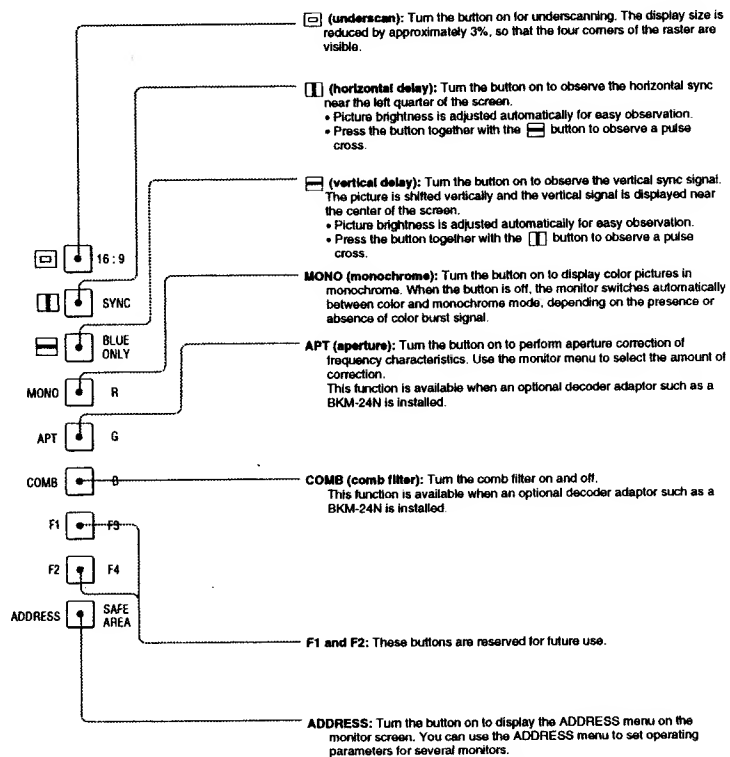 (underscan): Turn the button on for underscanning. The display size is
reduced by approximately 3%, so that the four corners of the raster are
visible.
(horizontal delay): Turn the button on to observe the horizontal sync
near the left quarter of the screen.
• Picture brightness is adjusted automatically for easy observation.
• Press the button together with the button to observe a pulse
cross.
(vertical delay): Turn the button on to observe the vertical sync signal.
The picture is shifted vertically and the vertical signal is displayed near
the center of the screen.
• Picture brightness is adjusted automatically for easy observation.
• Press the button together with the button to observe a pulse
cross.
16 : 9
MONO (monochrome): Turn the button on to display color pictures in
monochrome. When the button is off, the monitor switches automatically
between color and monochrome mode, depending on the presence or
absence of color burst signal.
SYNC
BLUE
ONLY
APT (aperture): Turn the button on to perform aperture correction of
frequency characteristics. Use the monitor menu to select the amount of
correction.
This function is available when an optional decoder adaptor such as a
BKM-24N is installed.
MONO R
APT G
COMB B
COMB (comb filter): Turn the comb filter on and off.
This function is available when an optional decoder adaptor such as a
BKM-24N is installed.
F1 F3
F2 F4
ADDRESS SAFE
AREA
F1 and F2: These buttons are reserved for future use.
ADDRESS: Turn the button on to display the ADDRESS menu on the
monitor screen. You can use the ADDRESS menu to set operating
parameters for several monitors.